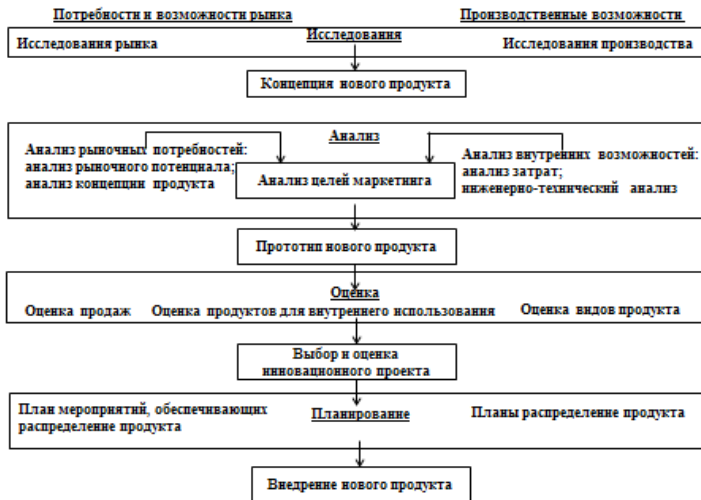 Потребности и возможности рынка
Производственные возможности
Исследования
Исследования рынка
Исследования производства
Концепция нового продукта
Анализ
Анализ рыночных потребностей:
анализ рыночного потенциала;
анализ концепции продукта
Анализ целей маркетинга
Анализ внутренних возможностей:
анализ затрат;
инженерно-технический анализ
Прототип нового продукта
Оценка
Оценка продаж
Оценка продуктов для внутреннего использования
Оценка видов продукта
Выбор и оценка
инновационного проекта
План мероприятий, обеспечивающих
распределение продукта
Планирование
Планы распределение продукта
Внедрение нового продукта